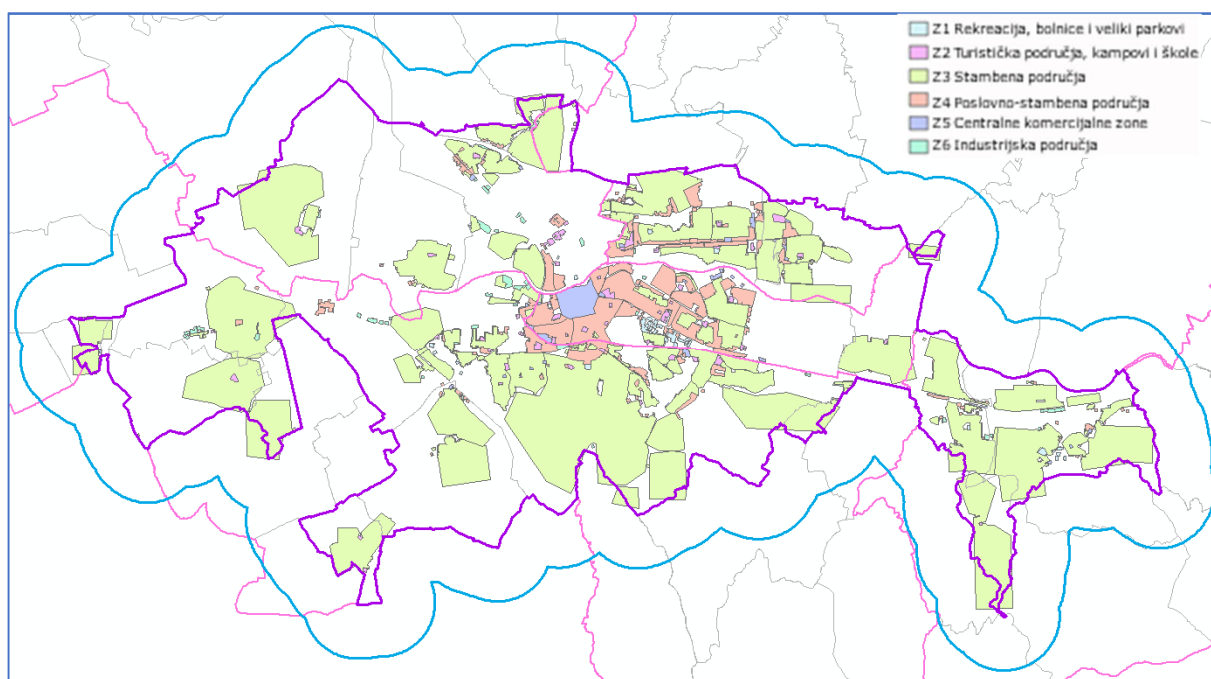 Z1 Rekreacija, bolnice i veliki parkovi
Z2 Turistička područja, kampovi i škole
Z3 Stambena područja
Z4 Poslovno-stambena područja
Z5 Centralne komercijalne zone
Z6 Industrijska područja